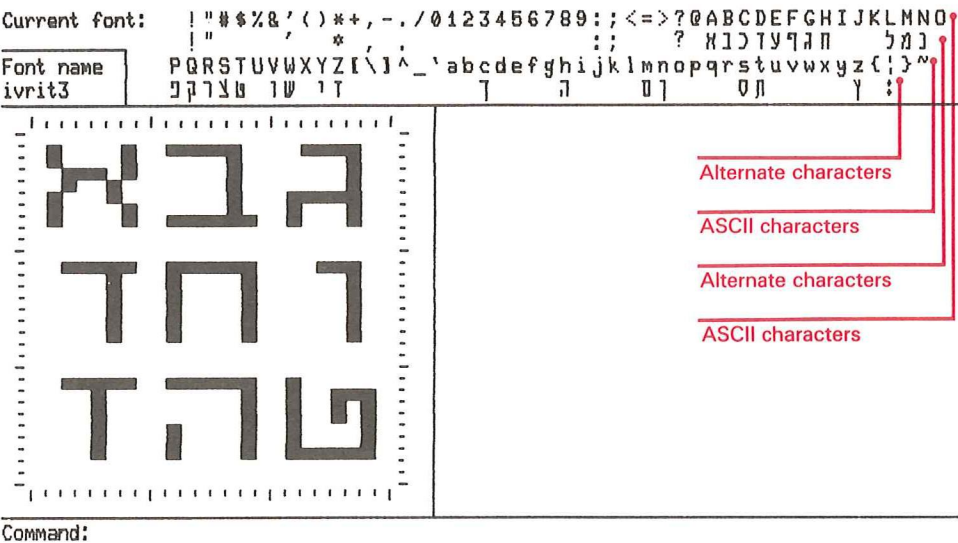 Current font: !"#$%&'()*+,-./0123456789:;<=>?@ABCDEFGHIJKLMNO
! " ' * , . : ; ?
Font name PQRSTUVWXYZ[\]^_`abcdefghijklmnopqrstuvwxyz{¦}~
ivrit3
א ב ג
ד ח ו
ז ה ט
Alternate characters
ASCII characters
Alternate characters
ASCII characters
Command: